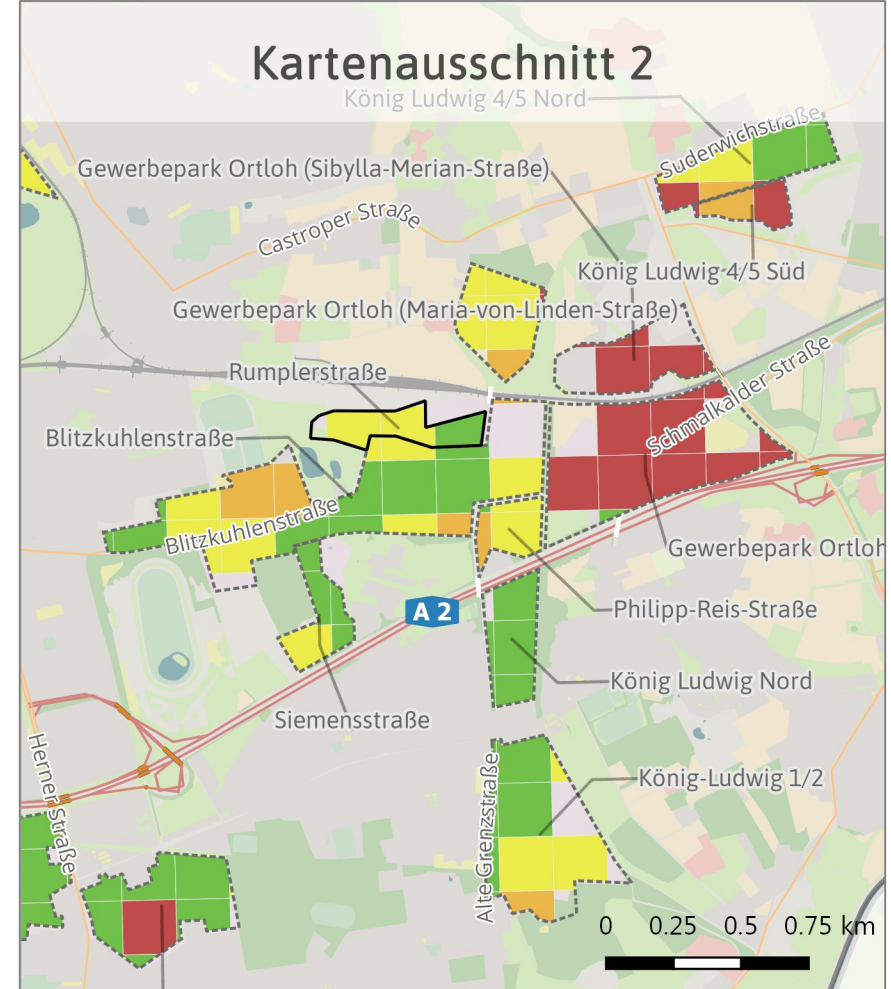 Kartenausschnitt 2
König Ludwig 4/5 Nord
Suderwichstraße
Gewerbepark Ortloh (Sibylla-Merian-Straße)
Castroper Straße
König Ludwig 4/5 Süd
Gewerbepark Ortloh (Maria-von-Linden-Straße)
Schmalkalder Straße
Rumplerstraße
Blitzkuhlenstraße
Blitzkuhlenstraße
Gewerbepark Ortloh
A 2
Philipp-Reis-Straße
König Ludwig Nord
Siemensstraße
Herner Straße
Alte Grenzstraße
König-Ludwig 1/2
0 0.25 0.5 0.75 km